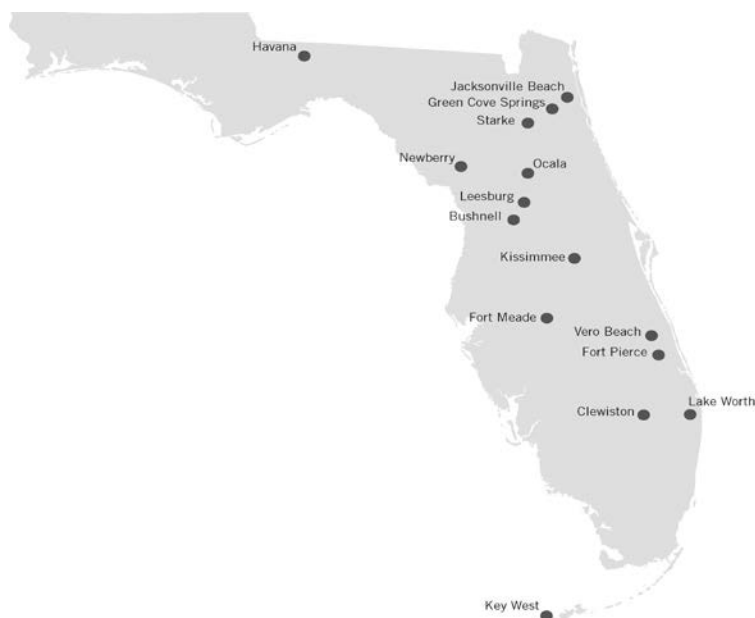 Havana
Jacksonville Beach
Green Cove Springs
Starke
Newberry
Ocala
Leesburg
Bushnell
Kissimmee
Fort Meade
Vero Beach
Fort Pierce
Lake Worth
Clewiston
Key West